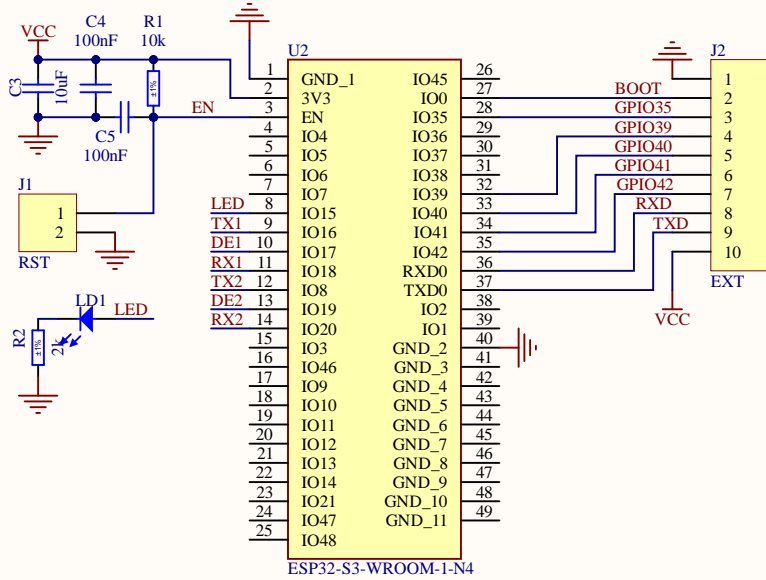 VCC
C4
100nF
R1
10k
C3
10uF
±1%
EN
C5
100nF
J1
1
2
RST
LD1
LED
R2
±1%
2k
U2
1 GND_1 IO45 26
2 3V3 IO0 27
3 EN IO35 28
4 IO4 IO36 29
5 IO5 IO37 30
6 IO6 IO38 31
7 IO7 IO39 32
LED 8 IO15 IO40 33
TX1 9 IO16 IO41 34
DE1 10 IO17 IO42 35
RX1 11 IO18 RXD0 36
TX2 12 IO8 TXD0 37
DE2 13 IO19 IO2 38
RX2 14 IO20 IO1 39
15 IO3 GND_2 40
16 IO46 GND_3 41
17 IO9 GND_4 42
18 IO10 GND_5 43
19 IO11 GND_6 44
20 IO12 GND_7 45
21 IO13 GND_8 46
22 IO14 GND_9 47
23 IO21 GND_10 48
24 IO47 GND_11 49
25 IO48
ESP32-S3-WROOM-1-N4
J2
1
BOOT 2
GPIO35 3
GPIO39 4
GPIO40 5
GPIO41 6
GPIO42 7
RXD 8
TXD 9
10
EXT
VCC